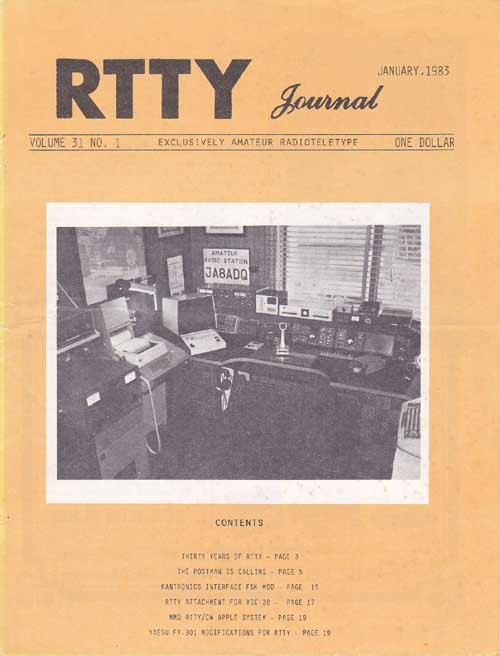 RTTY Journal
JANUARY.1983
VOLUME 31 NO. 1 EXCLUSIVELY AMATEUR RADIOTELETYPE ONE DOLLAR
AMATEUR
RADIO STATION
JA8ADQ
CONTENTS
THIRTY YEARS OF RTTY - PAGE 3
THE POSTMAN IS CALLING - PAGE 5
KANTRONICS INTERFACE FSK MOD - PAGE 15
RTTY ATTACHMENT FOR VIC-20 - PAGE 17
MMD RTTY/CW APPLE SYSTEM - PAGE 19
YAESU FT-301 MODIFICATIONS FOR RTTY - PAGE 19